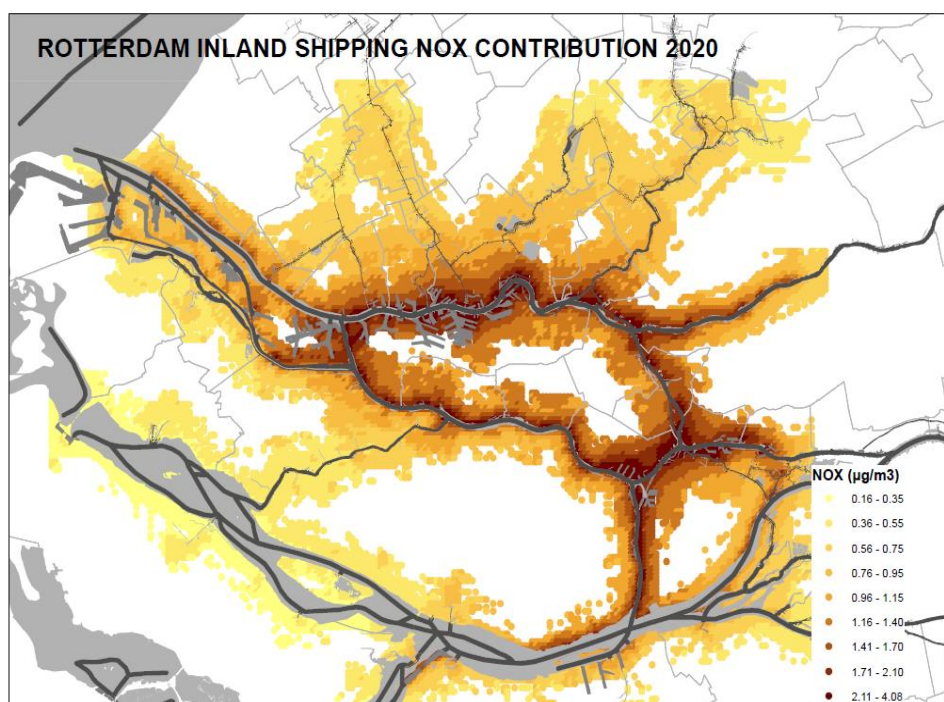 ROTTERDAM INLAND SHIPPING NOX CONTRIBUTION 2020
NOX (µg/m3)
0.16 - 0.35
0.36 - 0.55
0.56 - 0.75
0.76 - 0.95
0.96 - 1.15
1.16 - 1.40
1.41 - 1.70
1.71 - 2.10
2.11 - 4.08